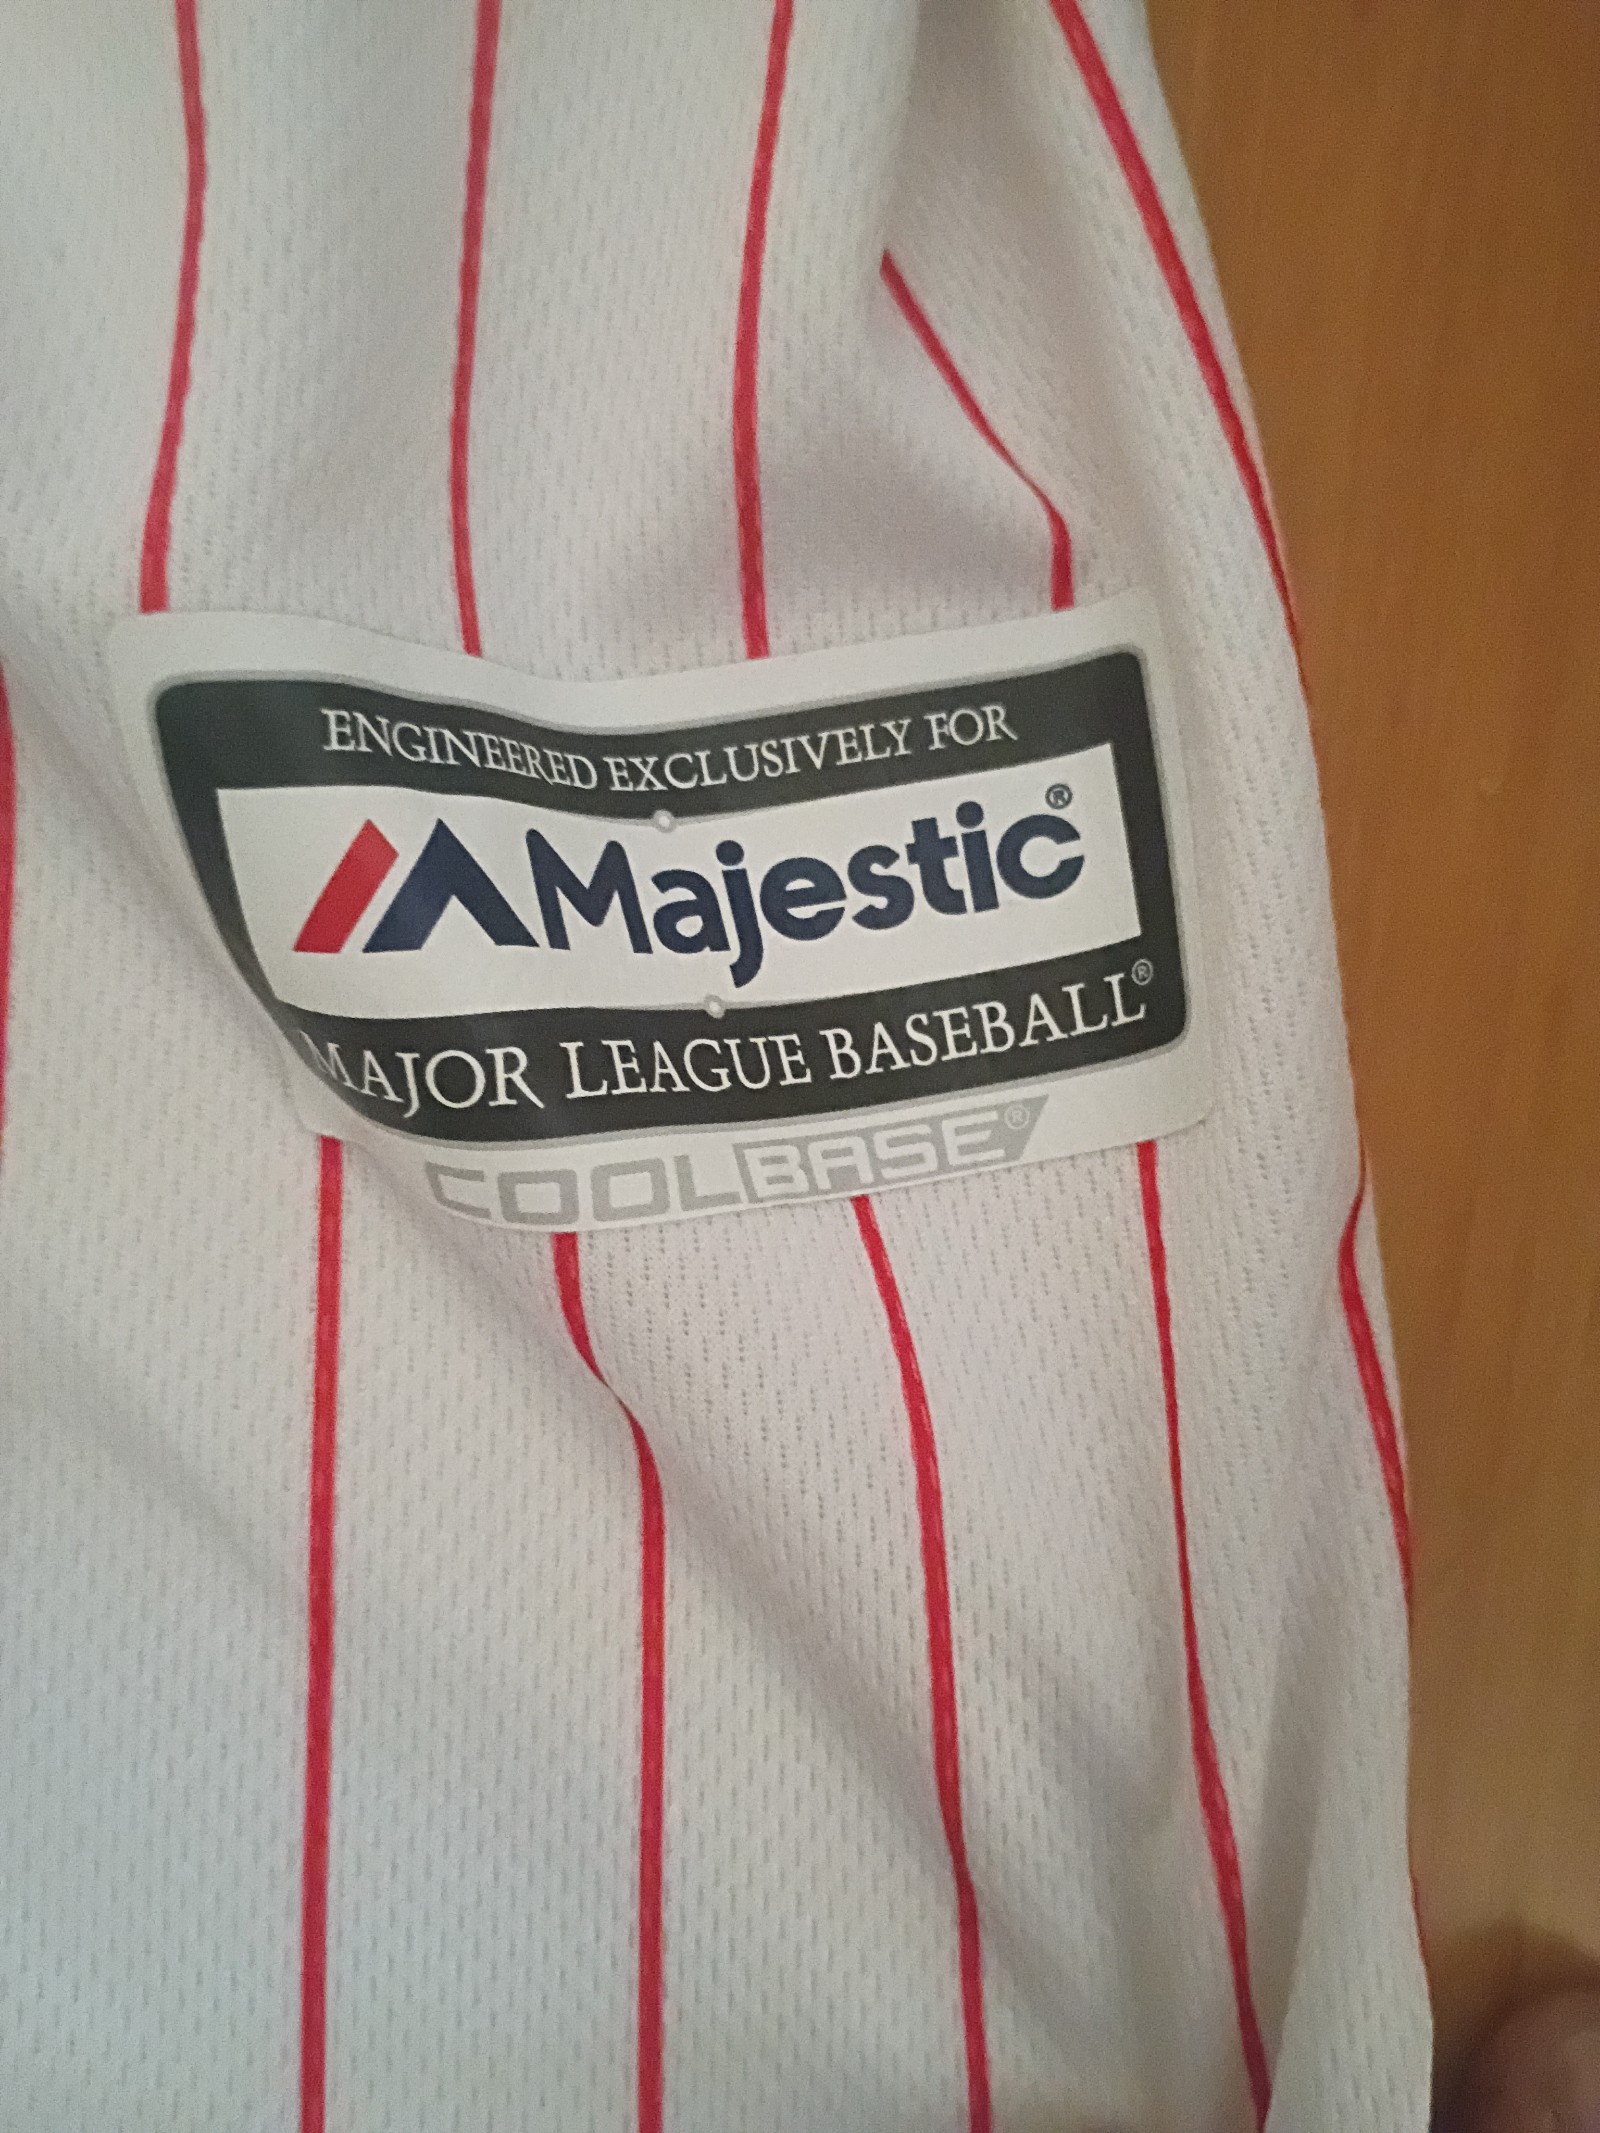 ENGINEERED EXCLUSIVELY FOR
Majestic®
MAJOR LEAGUE BASEBALL®
COOLBASE®